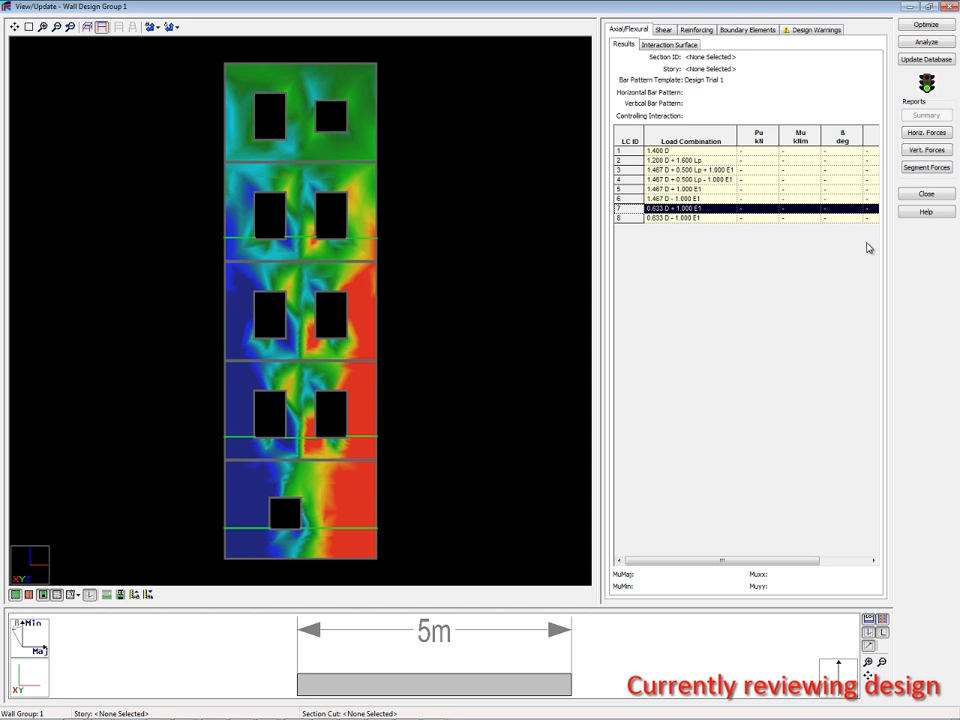 View/Update - Wall Design Group 1
Axial/Flexural Shear Reinforcing Boundary Elements Design Warnings
Results Interaction Surface
Section ID: <None Selected>
Story: <None Selected>
Bar Pattern Template: Design Trial 1
Horizontal Bar Pattern:
Vertical Bar Pattern:
Controlling Interaction:
LC ID Load Combination Pu kN Mu kNm ß deg
1 1.400 D - - - -
2 1.200 D + 1.600 Lp - - - -
3 1.467 D + 0.500 Lp + 1.000 E1 - - - -
4 1.467 D + 0.500 Lp - 1.000 E1 - - - -
5 1.467 D + 1.000 E1 - - - -
6 1.467 D - 1.000 E1 - - - -
7 0.633 D + 1.000 E1 - - - -
8 0.633 D - 1.000 E1 - - - -
MuMaj: Muxx:
MuMin: Muyy:
Optimize
Analyze
Update Database
Reports
Summary
Horiz. Forces
Vert. Forces
Segment Forces
Close
Help
XYZ
Min
Maj
XY
5m
Currently reviewing design
Wall Group: 1 Story: <None Selected> Section Cut: <None Selected>